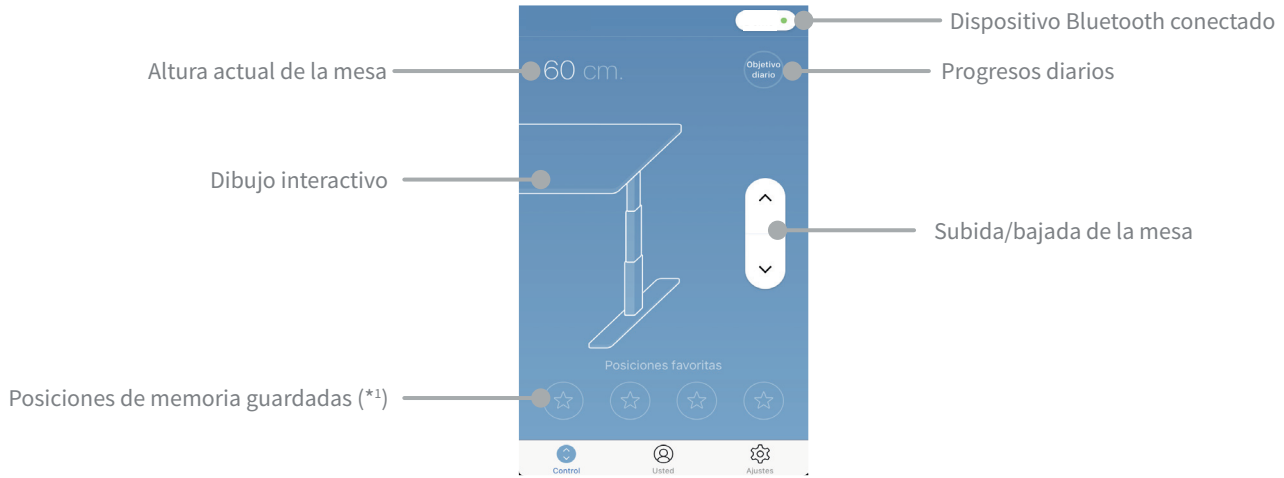 Dispositivo Bluetooth conectado
Altura actual de la mesa
60 cm.
Objetivo
diario
Progresos diarios
Dibujo interactivo
Subida/bajada de la mesa
Posiciones favoritas
Posiciones de memoria guardadas (*¹)
Control
Usted
Ajustes